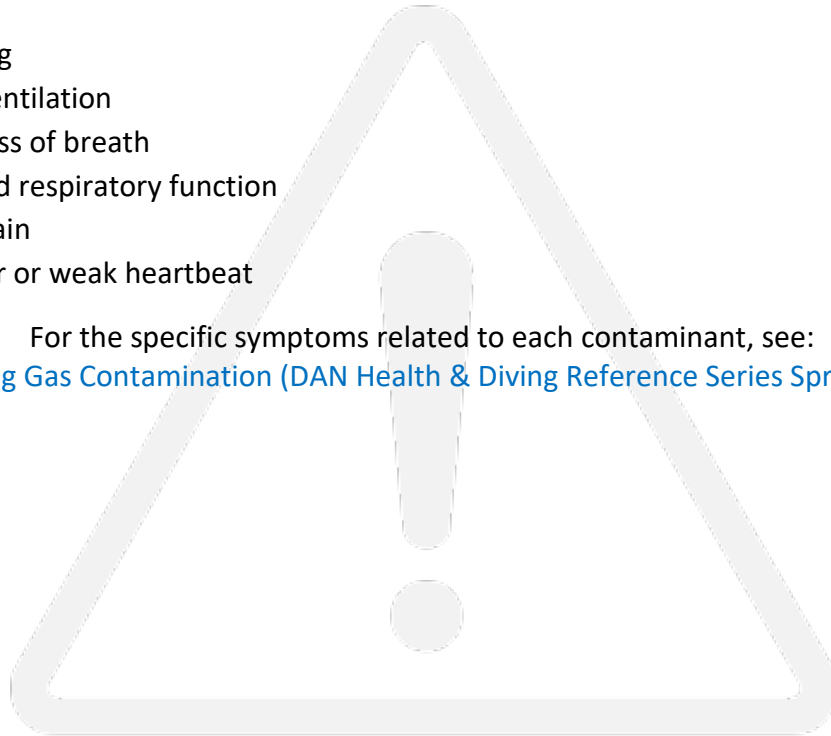 g
entilation
ss of breath
d respiratory function
ain
r or weak heartbeat
For the specific symptoms related to each contaminant, see:
g Gas Contamination (DAN Health & Diving Reference Series Spr